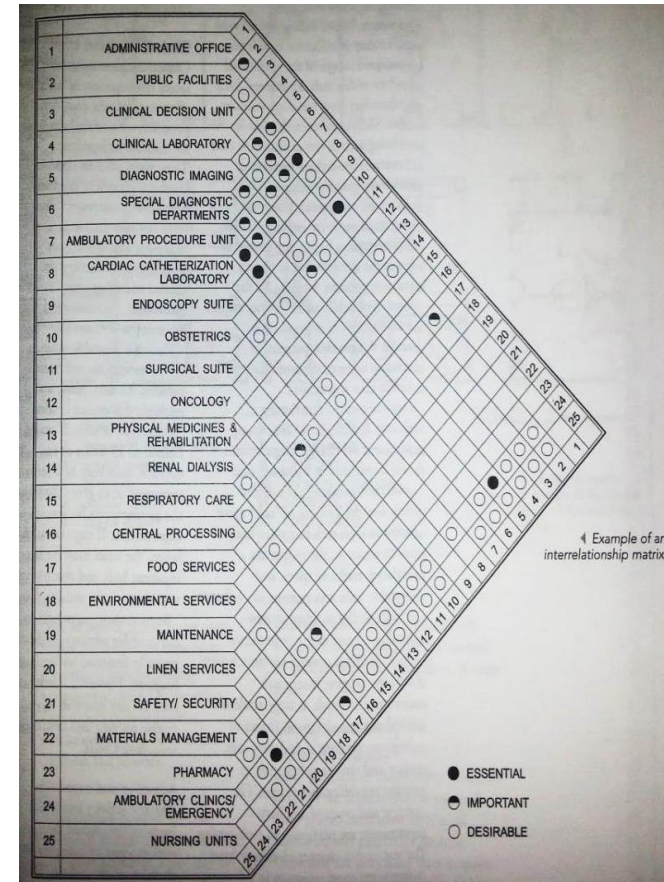 1 ADMINISTRATIVE OFFICE
2 PUBLIC FACILITIES
3 CLINICAL DECISION UNIT
4 CLINICAL LABORATORY
5 DIAGNOSTIC IMAGING
6 SPECIAL DIAGNOSTIC
DEPARTMENTS
7 AMBULATORY PROCEDURE UNIT
8 CARDIAC CATHETERIZATION
LABORATORY
9 ENDOSCOPY SUITE
10 OBSTETRICS
11 SURGICAL SUITE
12 ONCOLOGY
13 PHYSICAL MEDICINES &
REHABILITATION
14 RENAL DIALYSIS
15 RESPIRATORY CARE
16 CENTRAL PROCESSING
17 FOOD SERVICES
18 ENVIRONMENTAL SERVICES
19 MAINTENANCE
20 LINEN SERVICES
21 SAFETY/ SECURITY
22 MATERIALS MANAGEMENT
23 PHARMACY
24 AMBULATORY CLINICS/
EMERGENCY
25 NURSING UNITS
1 2 3 4 5 6 7 8 9 10 11 12 13 14 15 16 17 18 19 20 21 22 23 24 25
1 2 3 4 5 6 7 8 9 10 11 12 13 14 15 16 17 18 19 20 21 22 23 24 25
Example of an
interrelationship matrix
ESSENTIAL
IMPORTANT
DESIRABLE